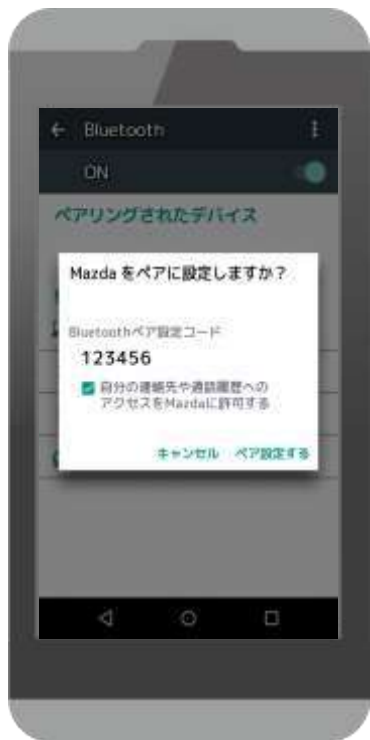 Bluetooth
ON
ペアリングされたデバイス
Mazda をペアに設定しますか？
Bluetoothペア設定コード
123456
自分の連絡先や通話履歴への
アクセスをMazdaに許可する
キャンセル ペア設定する